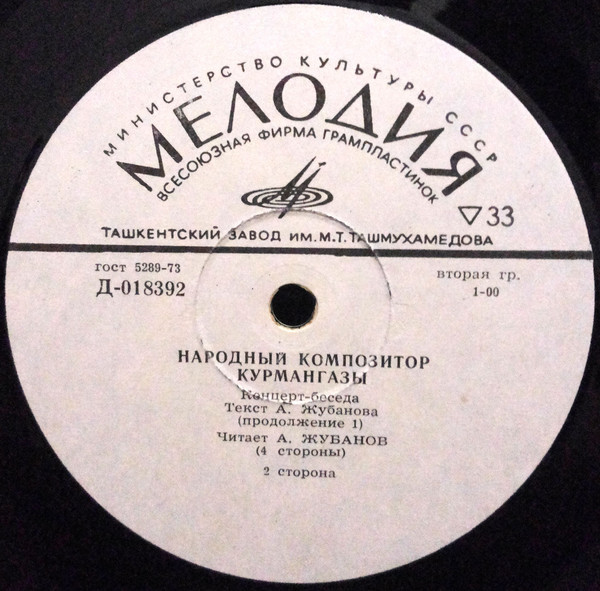 МИНИСТЕРСТВО КУЛЬТУРЫ СССР
МЕЛОДИЯ
ВСЕСОЮЗНАЯ ФИРМА ГРАМПЛАСТИНОК
▽33
ТАШКЕНТСКИЙ ЗАВОД ИМ. М.Т. ТАШМУХАМЕДОВА
гост 5289-73
Д-018392
вторая гр.
1-00
НАРОДНЫЙ КОМПОЗИТОР
КУРМАНГАЗЫ
Концерт-беседа
Текст А. Жубанова
(продолжение 1)
Читает А. ЖУБАНОВ
(4 стороны)
2 сторона